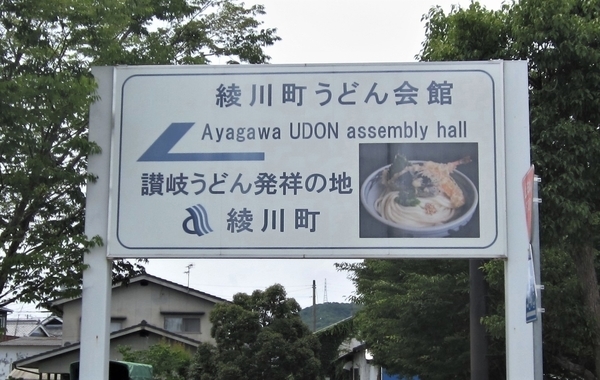 綾川町うどん会館
Ayagawa UDON assembly hall
讃岐うどん発祥の地
綾川町